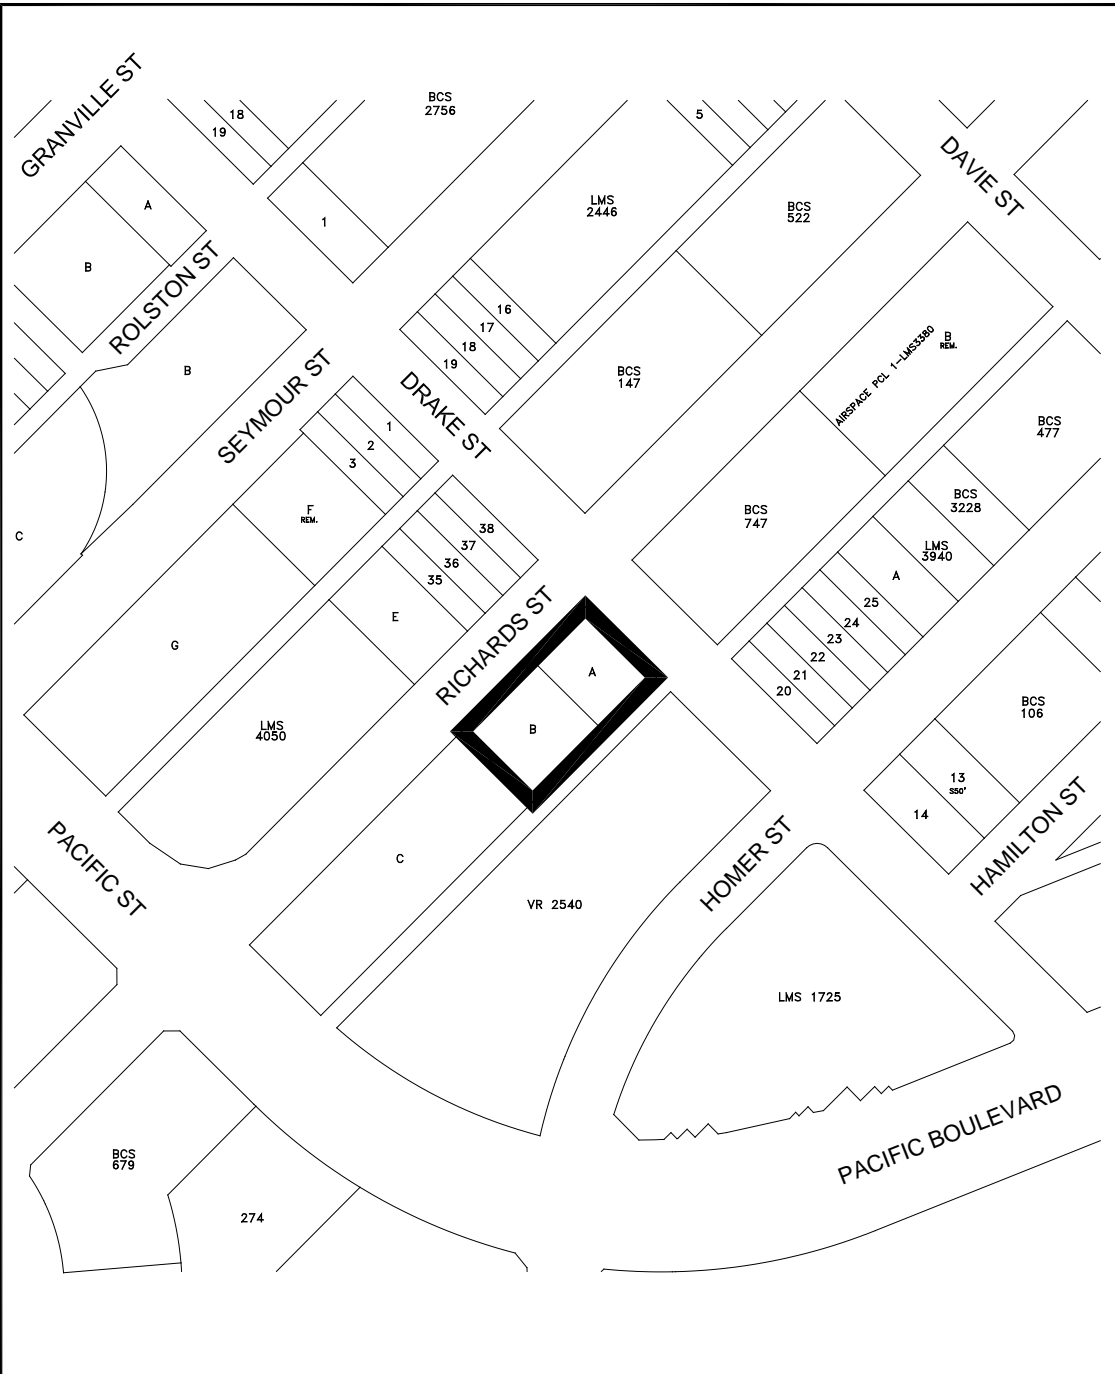 GRANVILLE ST
18
19
BCS
2756
5
DAVIE ST
A
1
LMS
2446
BCS
522
B
ROLSTON ST
16
17
18
19
B
REM.
AIRSPACE PCL 1-LMS3380
B
SEYMOUR ST
DRAKE ST
BCS
147
1
2
3
BCS
477
F
REM.
BCS
3228
BCS
747
38
37
36
35
C
LMS
3940
A
25
24
23
22
21
20
E
RICHARDS ST
G
A
B
LMS
4050
BCS
106
13
S50'
14
PACIFIC ST
C
HOMER ST
HAMILTON ST
VR 2540
LMS 1725
PACIFIC BOULEVARD
BCS
679
274